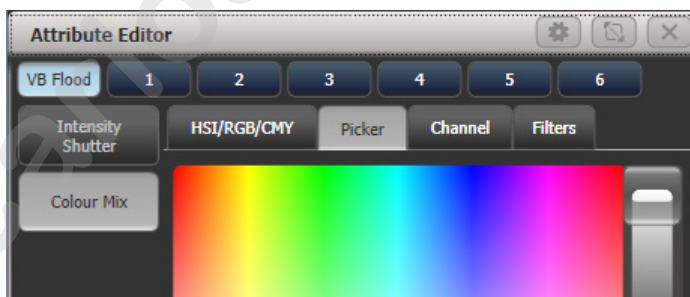 Attribute Editor
VB Flood 1 2 3 4 5 6
Intensity
Shutter
HSI/RGB/CMY Picker Channel Filters
Colour Mix